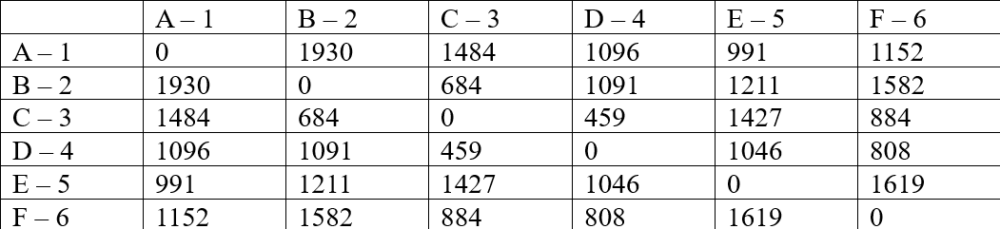 A – 1 B – 2 C – 3 D – 4 E – 5 F – 6
A – 1 0 1930 1484 1096 991 1152
B – 2 1930 0 684 1091 1211 1582
C – 3 1484 684 0 459 1427 884
D – 4 1096 1091 459 0 1046 808
E – 5 991 1211 1427 1046 0 1619
F – 6 1152 1582 884 808 1619 0